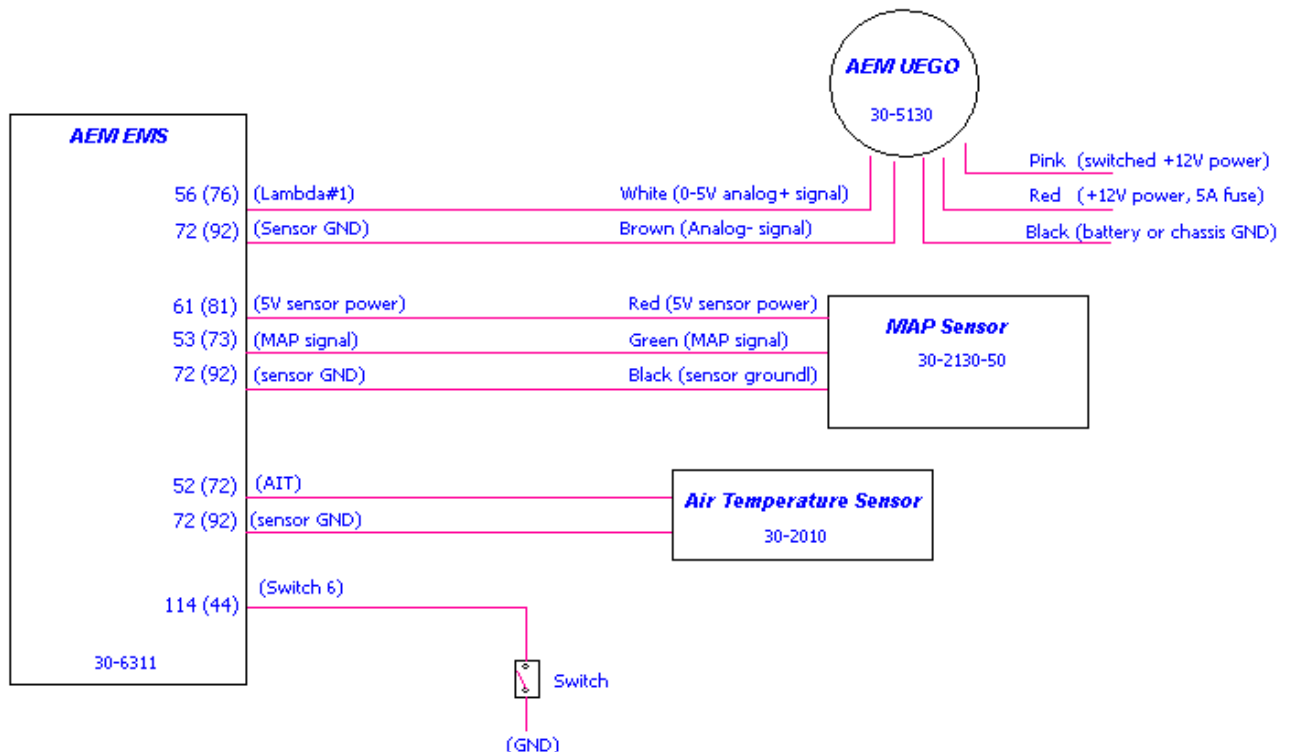 AEM UEGO
30-5130
AEM EMS
Pink (switched +12V power)
56 (76) (Lambda#1) White (0-5V analog+ signal) Red (+12V power, 5A fuse)
72 (92) (Sensor GND) Brown (Analog- signal) Black (battery or chassis GND)
61 (81) (5V sensor power) Red (5V sensor power)
MAP Sensor
53 (73) (MAP signal) Green (MAP signal)
30-2130-50
72 (92) (sensor GND) Black (sensor groundl)
52 (72) (AIT)
Air Temperature Sensor
72 (92) (sensor GND)
30-2010
(Switch 6)
114 (44)
30-6311
Switch
(GND)